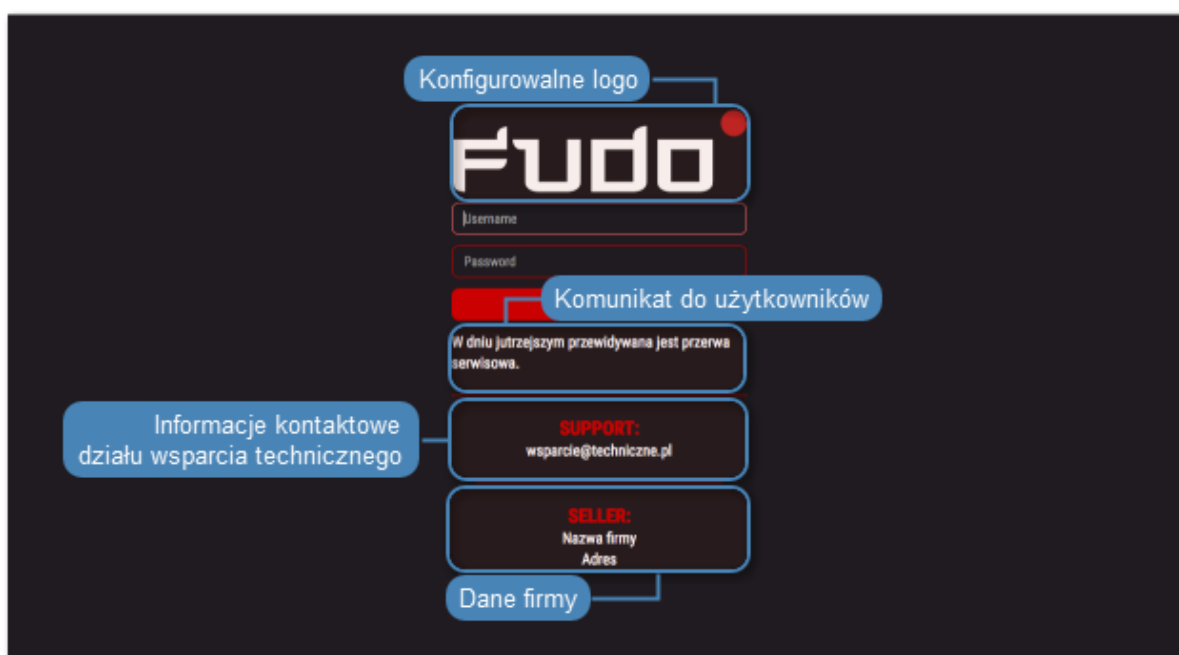 Konfigurowalne logo
FUDO
Username
Password
Komunikat do użytkowników
W dniu jutrzejszym przewidywana jest przerwa
serwisowa.
Informacje kontaktowe
działu wsparcia technicznego
SUPPORT:
wsparcie@techniczne.pl
SELLER:
Nazwa firmy
Adres
Dane firmy